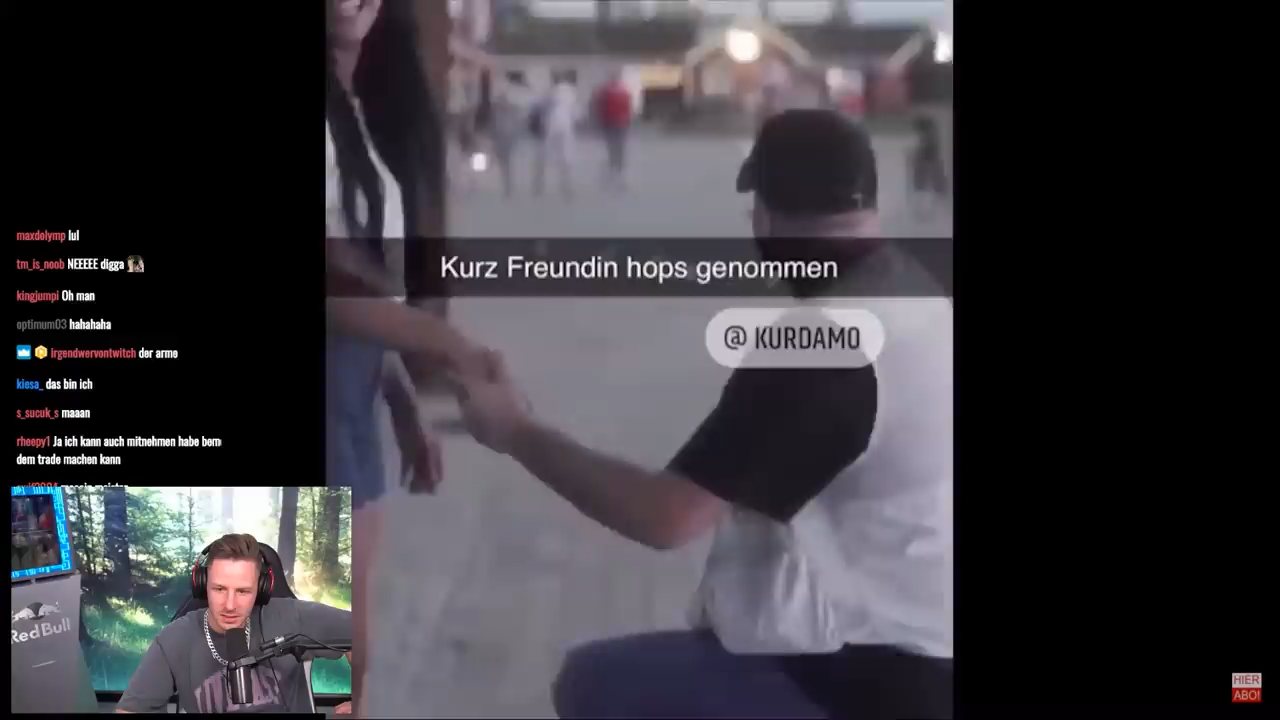 Kurz Freundin hops genommen
@ KURDAMO
maxdolymp lul
tm_is_noob NEEEEE digga
kingjumpi Oh man
optimum03 hahahaha
irgendwervontwitch der arme
kiesa_ das bin ich
s_sucuk_s maaan
rheepy1 Ja ich kann auch mitnehmen habe
dem trade machen kann
Red Bull
HIER
ABO!